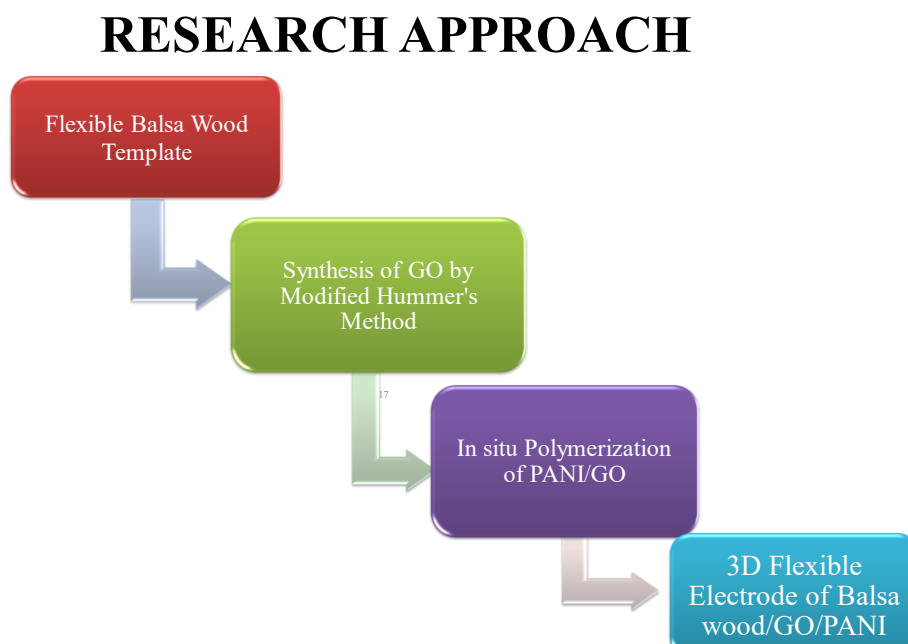 RESEARCH APPROACH
Flexible Balsa Wood
Template
Synthesis of GO by
Modified Hummer's
Method
17
In situ Polymerization
of PANI/GO
3D Flexible
Electrode of Balsa
wood/GO/PANI